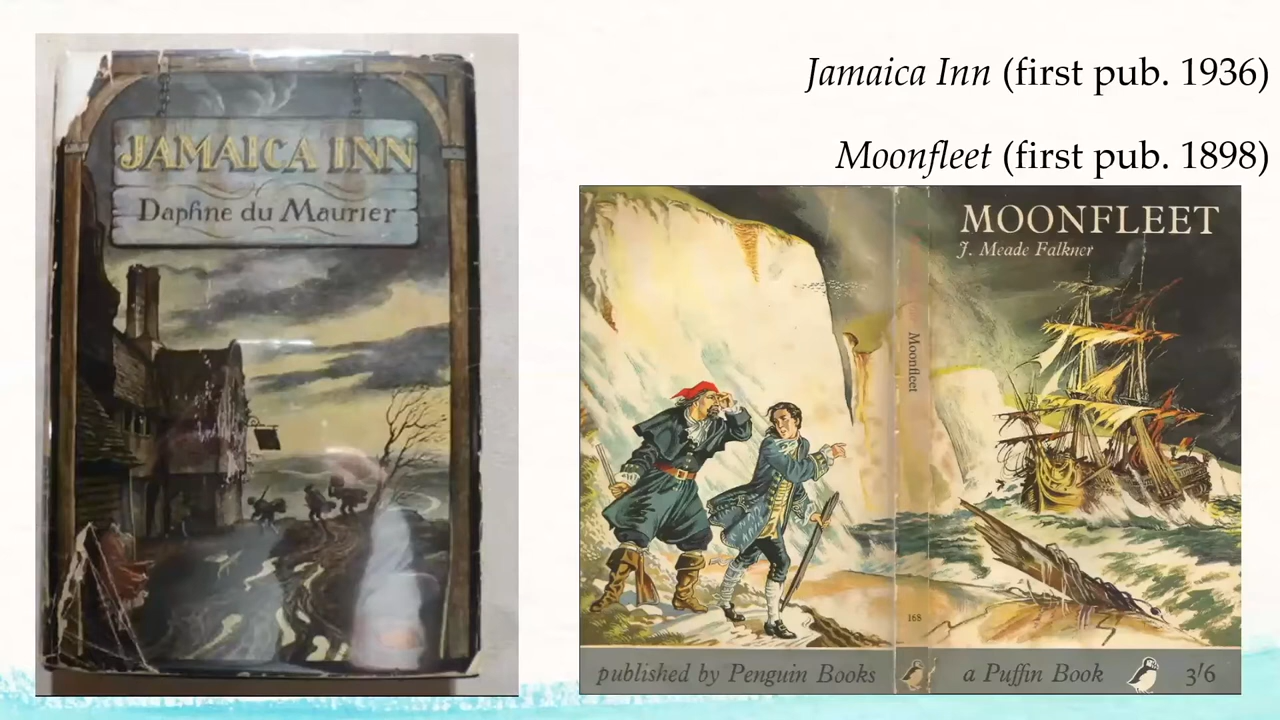 Jamaica Inn (first pub. 1936)
Moonfleet (first pub. 1898)
JAMAICA INN
Daphne du Maurier
MOONFLEET
J. Meade Falkner
Moonfleet
168
published by Penguin Books
a Puffin Book
3/6